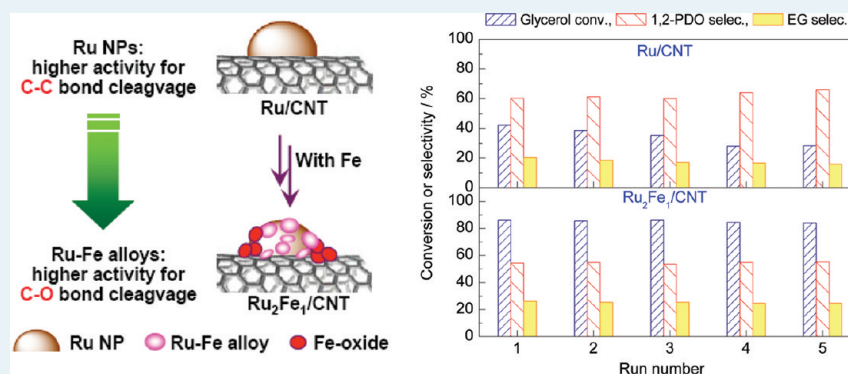 Ru NPs:
higher activity for
C-C bond cleagvage
Ru/CNT
With Fe
Ru-Fe alloys:
higher activity for
C-O bond cleagvage
Ru₂Fe₁/CNT
Ru NP
Ru-Fe alloy
Fe-oxide
Glycerol conv., 1,2-PDO selec., EG selec.
Conversion or selectivity / %
100
80
60
40
20
0
Ru/CNT
100
80
60
40
20
0
Ru₂Fe₁/CNT
1 2 3 4 5
Run number